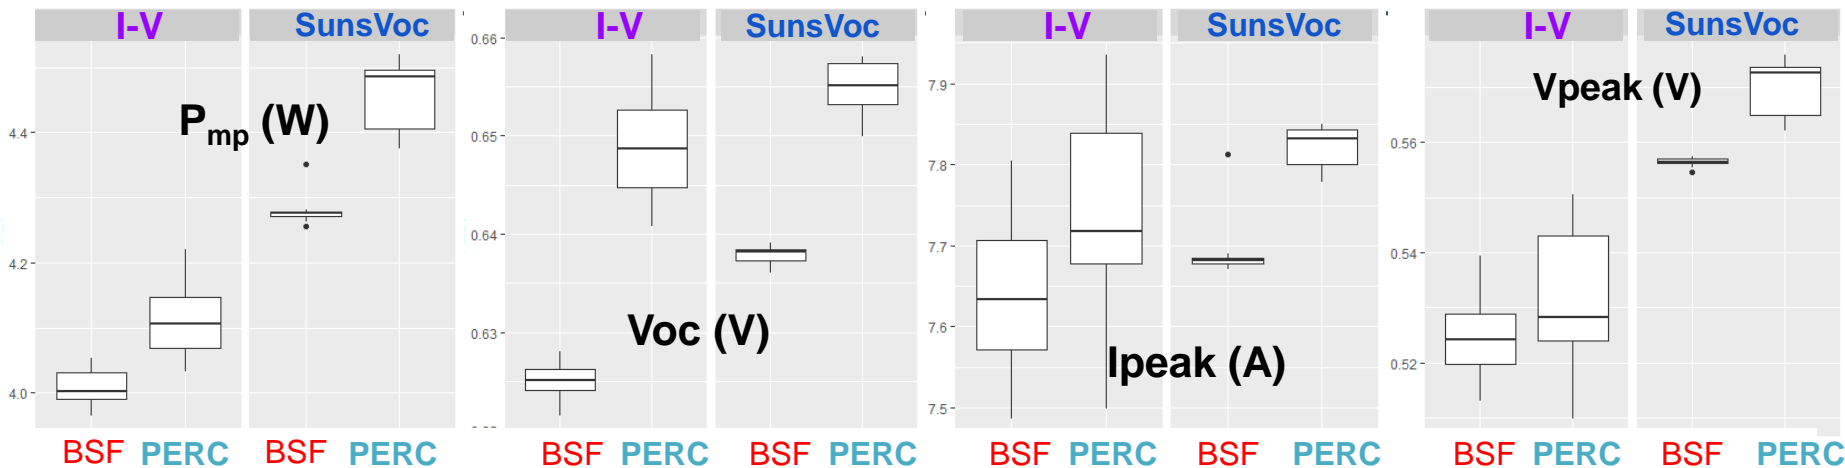 I-V SunsVoc
Pmp (W)
4.4
4.2
4.0
BSF PERC BSF PERC
I-V SunsVoc
0.66
0.65
0.64
0.63
Voc (V)
BSF PERC BSF PERC
I-V SunsVoc
7.9
7.8
7.7
7.6
7.5
Ipeak (A)
BSF PERC BSF PERC
I-V SunsVoc
Vpeak (V)
0.56
0.54
0.52
BSF PERC BSF PERC